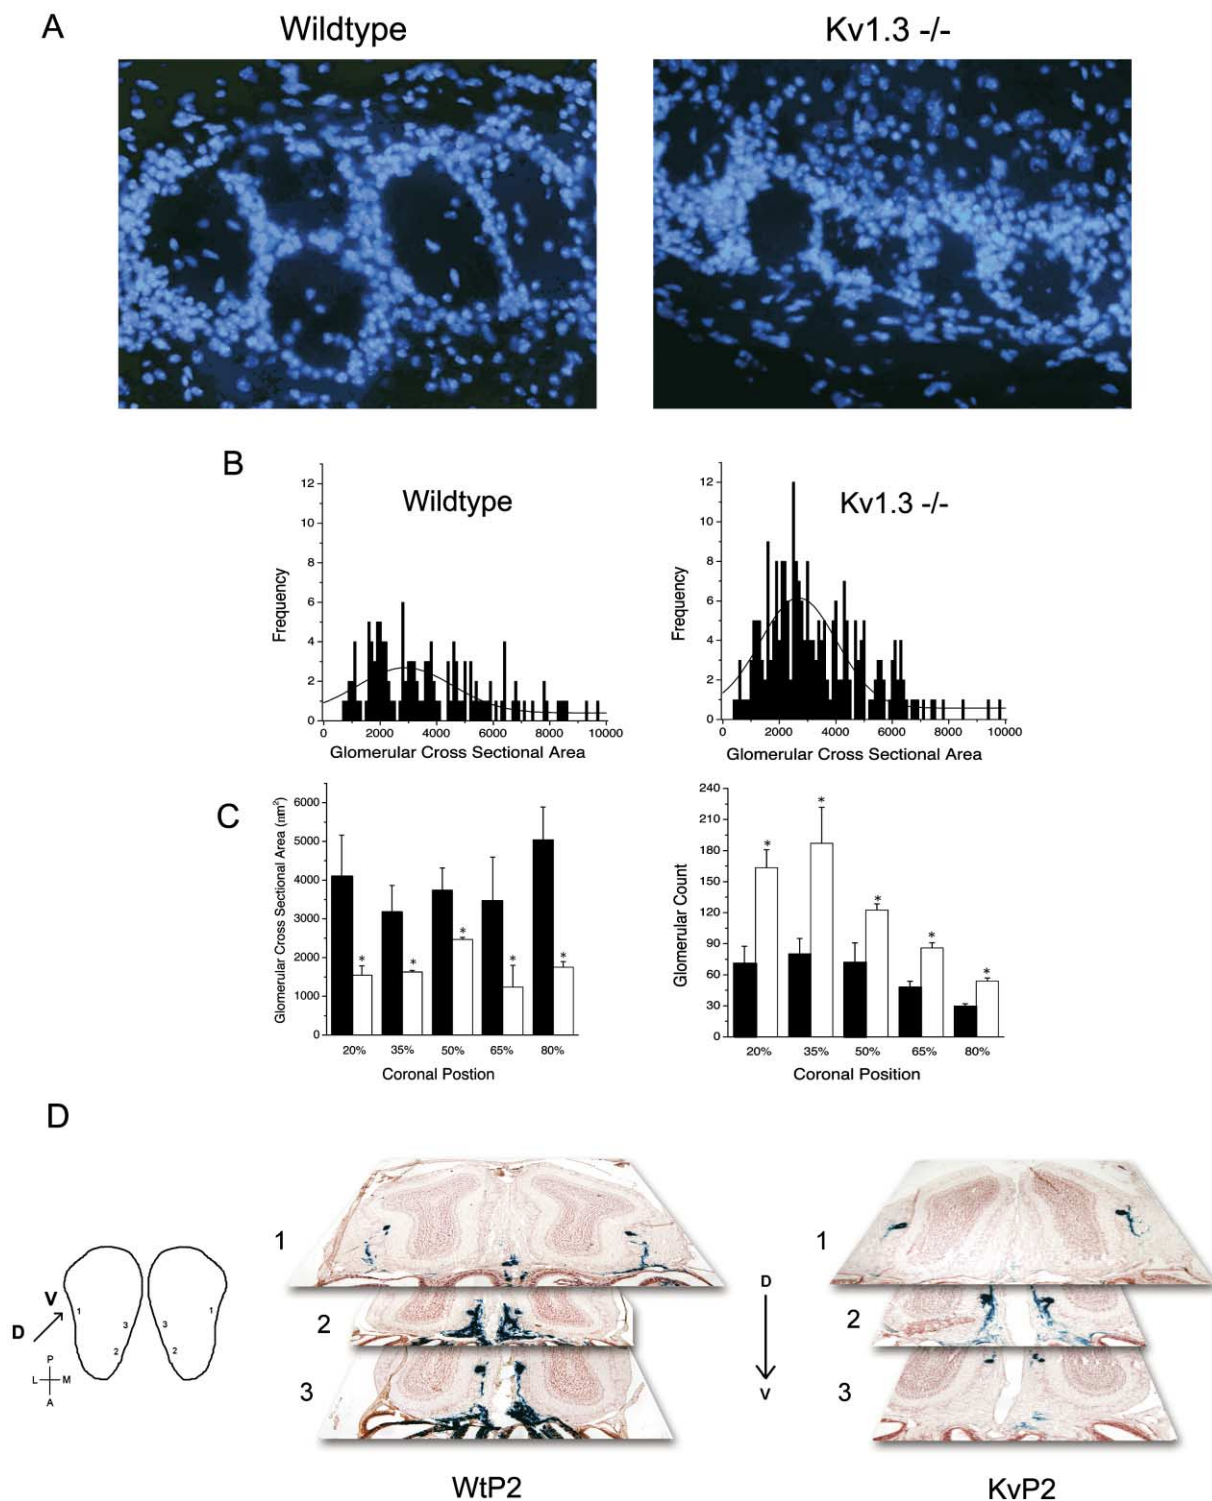 A
Wildtype
Kv1.3 -/-
B
Wildtype
Frequency
12
10
8
6
4
2
0
0 2000 4000 6000 8000 10000
Glomerular Cross Sectional Area
Kv1.3 -/-
Frequency
12
10
8
6
4
2
0
0 2000 4000 6000 8000 10000
Glomerular Cross Sectional Area
C
Glomerular Cross Sectional Area (nm²)
6000
5000
4000
3000
2000
1000
0
* * * * *
20% 35% 50% 65% 80%
Coronal Postion
Glomerular Count
240
210
180
150
120
90
60
30
0
* * * * *
20% 35% 50% 65% 80%
Coronal Position
D
V
D
1
3
2
3
2
1
P
L M
A
1
2
3
WtP2
D
V
1
2
3
KvP2